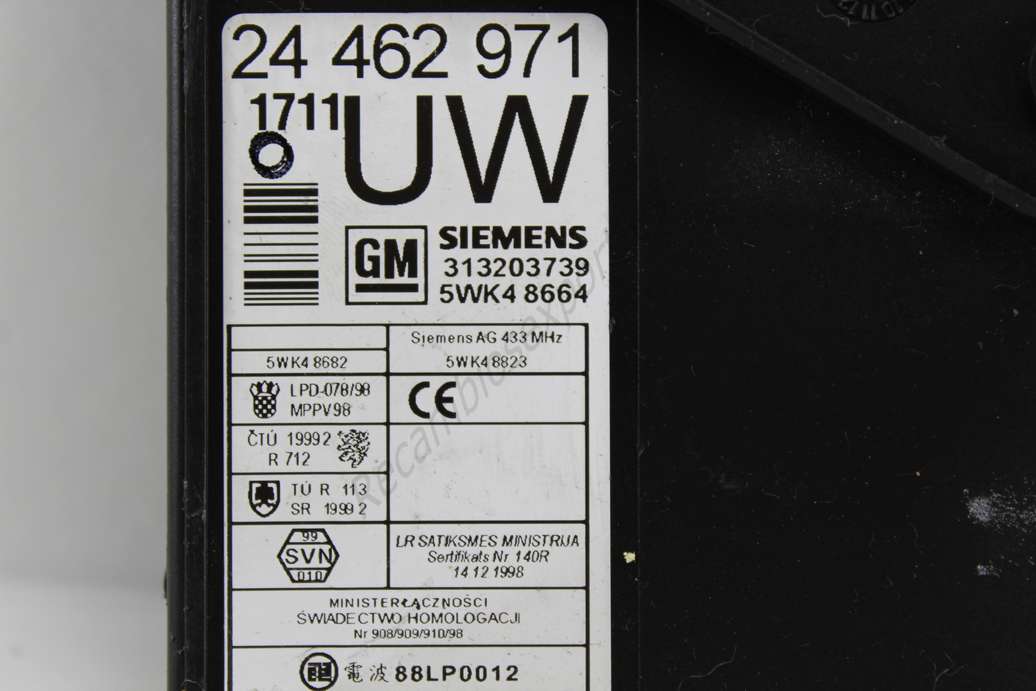 24 462 971
1711
UW
GM
SIEMENS
313203739
5WK4 8664
Siemens AG 433 MHz
5WK4 8682
5WK4 8823
LPD-078/98
MPPV98
CE
ČTÚ 1999 2
R 712
TÚ R 113
SR 1999 2
99
SVN
010
LR SATIKSMES MINISTRIJA
Sertifikats Nr 140R
14 12 1998
MINISTER ŁĄCZNOŚCI
ŚWIADECTWO HOMOLOGACJI
Nr 908/909/910/98
電波 88LP0012
Recambiosexpor